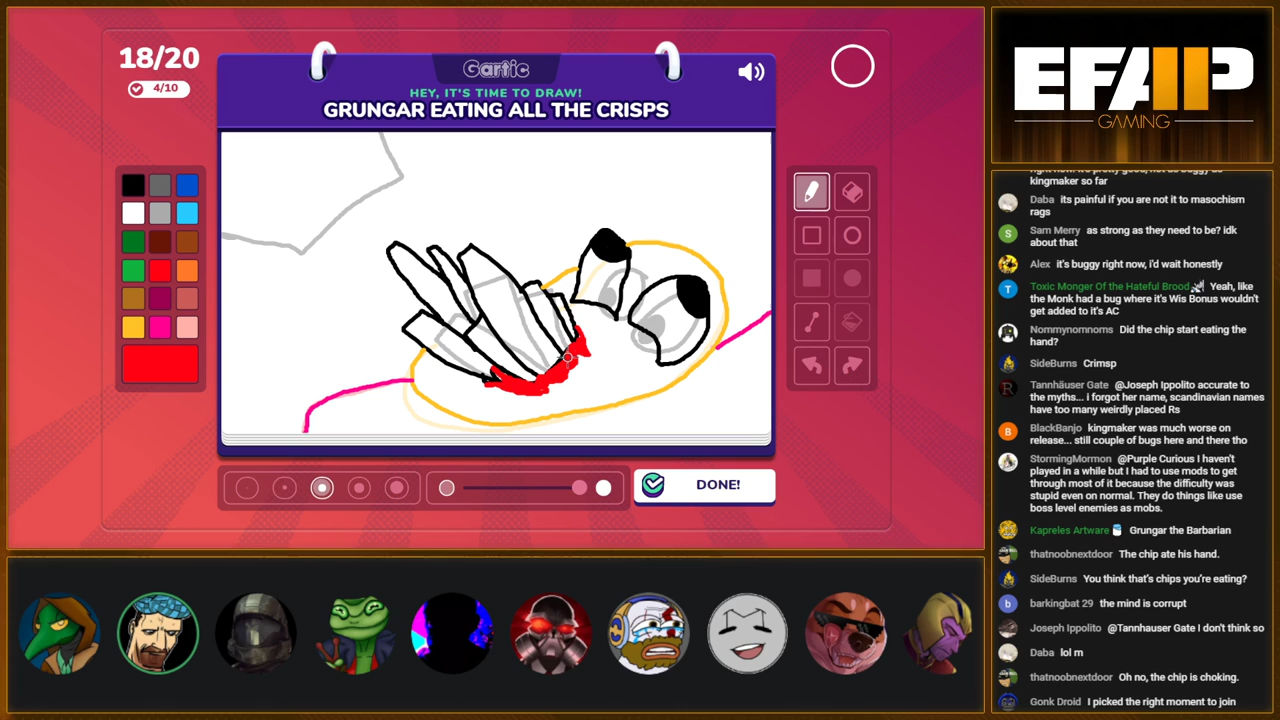 18/20
4/10
Gartic
HEY, IT'S TIME TO DRAW!
GRUNGAR EATING ALL THE CRISPS
DONE!
EFAP
GAMING
kingmaker so far
Daba its painful if you are not it to masochism
rags
Sam Merry as strong as they need to be? idk
about that
Alex it's buggy right now, i'd wait honestly
Toxic Monger Of the Hateful Brood Yeah, like
the Monk had a bug where it's Wis Bonus wouldn't
get added to it's AC
Nommynomnoms Did the chip start eating the
hand?
SideBurns Crimsp
Tannhäuser Gate @Joseph Ippolito accurate to
the myths... i forgot her name, scandinavian names
have too many weirdly placed Rs
BlackBanjo kingmaker was much worse on
release... still couple of bugs here and there tho
StormingMormon @Purple Curious I haven't
played in a while but I had to use mods to get
through most of it because the difficulty was
stupid even on normal. They do things like use
boss level enemies as mobs.
Kapreles Artware Grungar the Barbarian
thatnoobnextdoor The chip ate his hand.
SideBurns You think that's chips you're eating?
barkingbat 29 the mind is corrupt
Joseph Ippolito @Tannhauser Gate I don't think so
Daba lol m
thatnoobnextdoor Oh no, the chip is choking.
Gonk Droid I picked the right moment to join